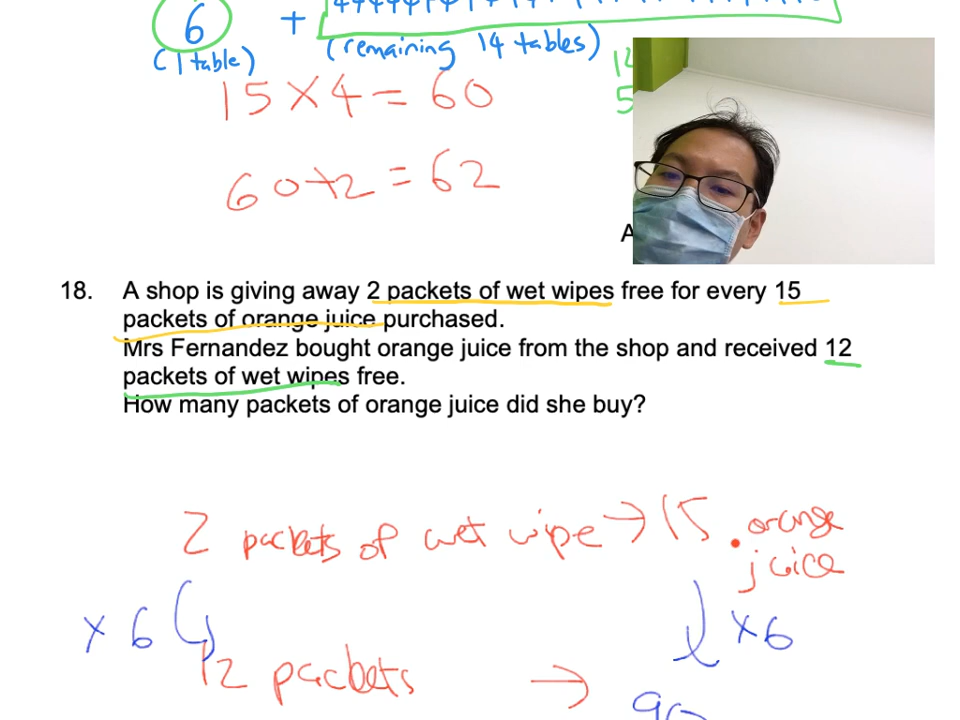 6 +
(1 table) (remaining 14 tables)
15 × 4 = 60
60+2 = 62
A
18. A shop is giving away 2 packets of wet wipes free for every 15
packets of orange juice purchased.
Mrs Fernandez bought orange juice from the shop and received 12
packets of wet wipes free.
How many packets of orange juice did she buy?
2 packets of wet wipe → 15 orange
juice
× 6 × 6
12 packets →
90